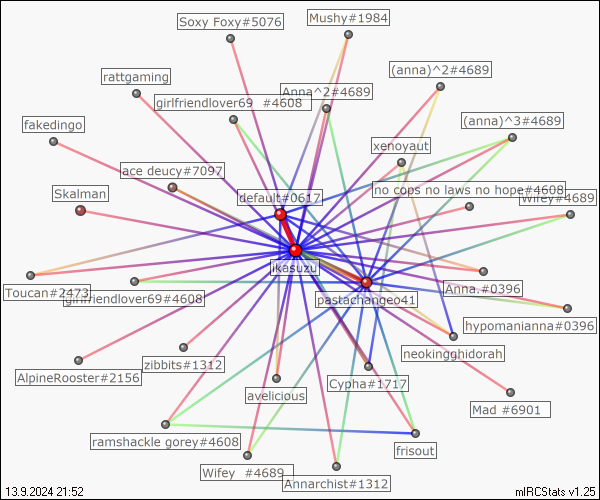 Soxy Foxy#5076
Mushy#1984
rattgaming
(anna)^2#4689
Anna^2#4689
girlfriendlover69 #4608
fakedingo
(anna)^3#4689
xenoyaut
ace deucy#7097
no cops no laws no hope#4608
Skalman
default#0617
Wifey#4689
ikasuzu
Toucan#2473
girlfriendlover69#4608
pastachangeo41
Anna.#0396
hypomanianna#0396
neokingghidorah
zibbits#1312
AlpineRooster#2156
Cypha#1717
avelicious
Mad #6901
ramshackle gorey#4608
frisout
Wifey #4689
Annarchist#1312
13.9.2024 21:52
mIRCStats v1.25